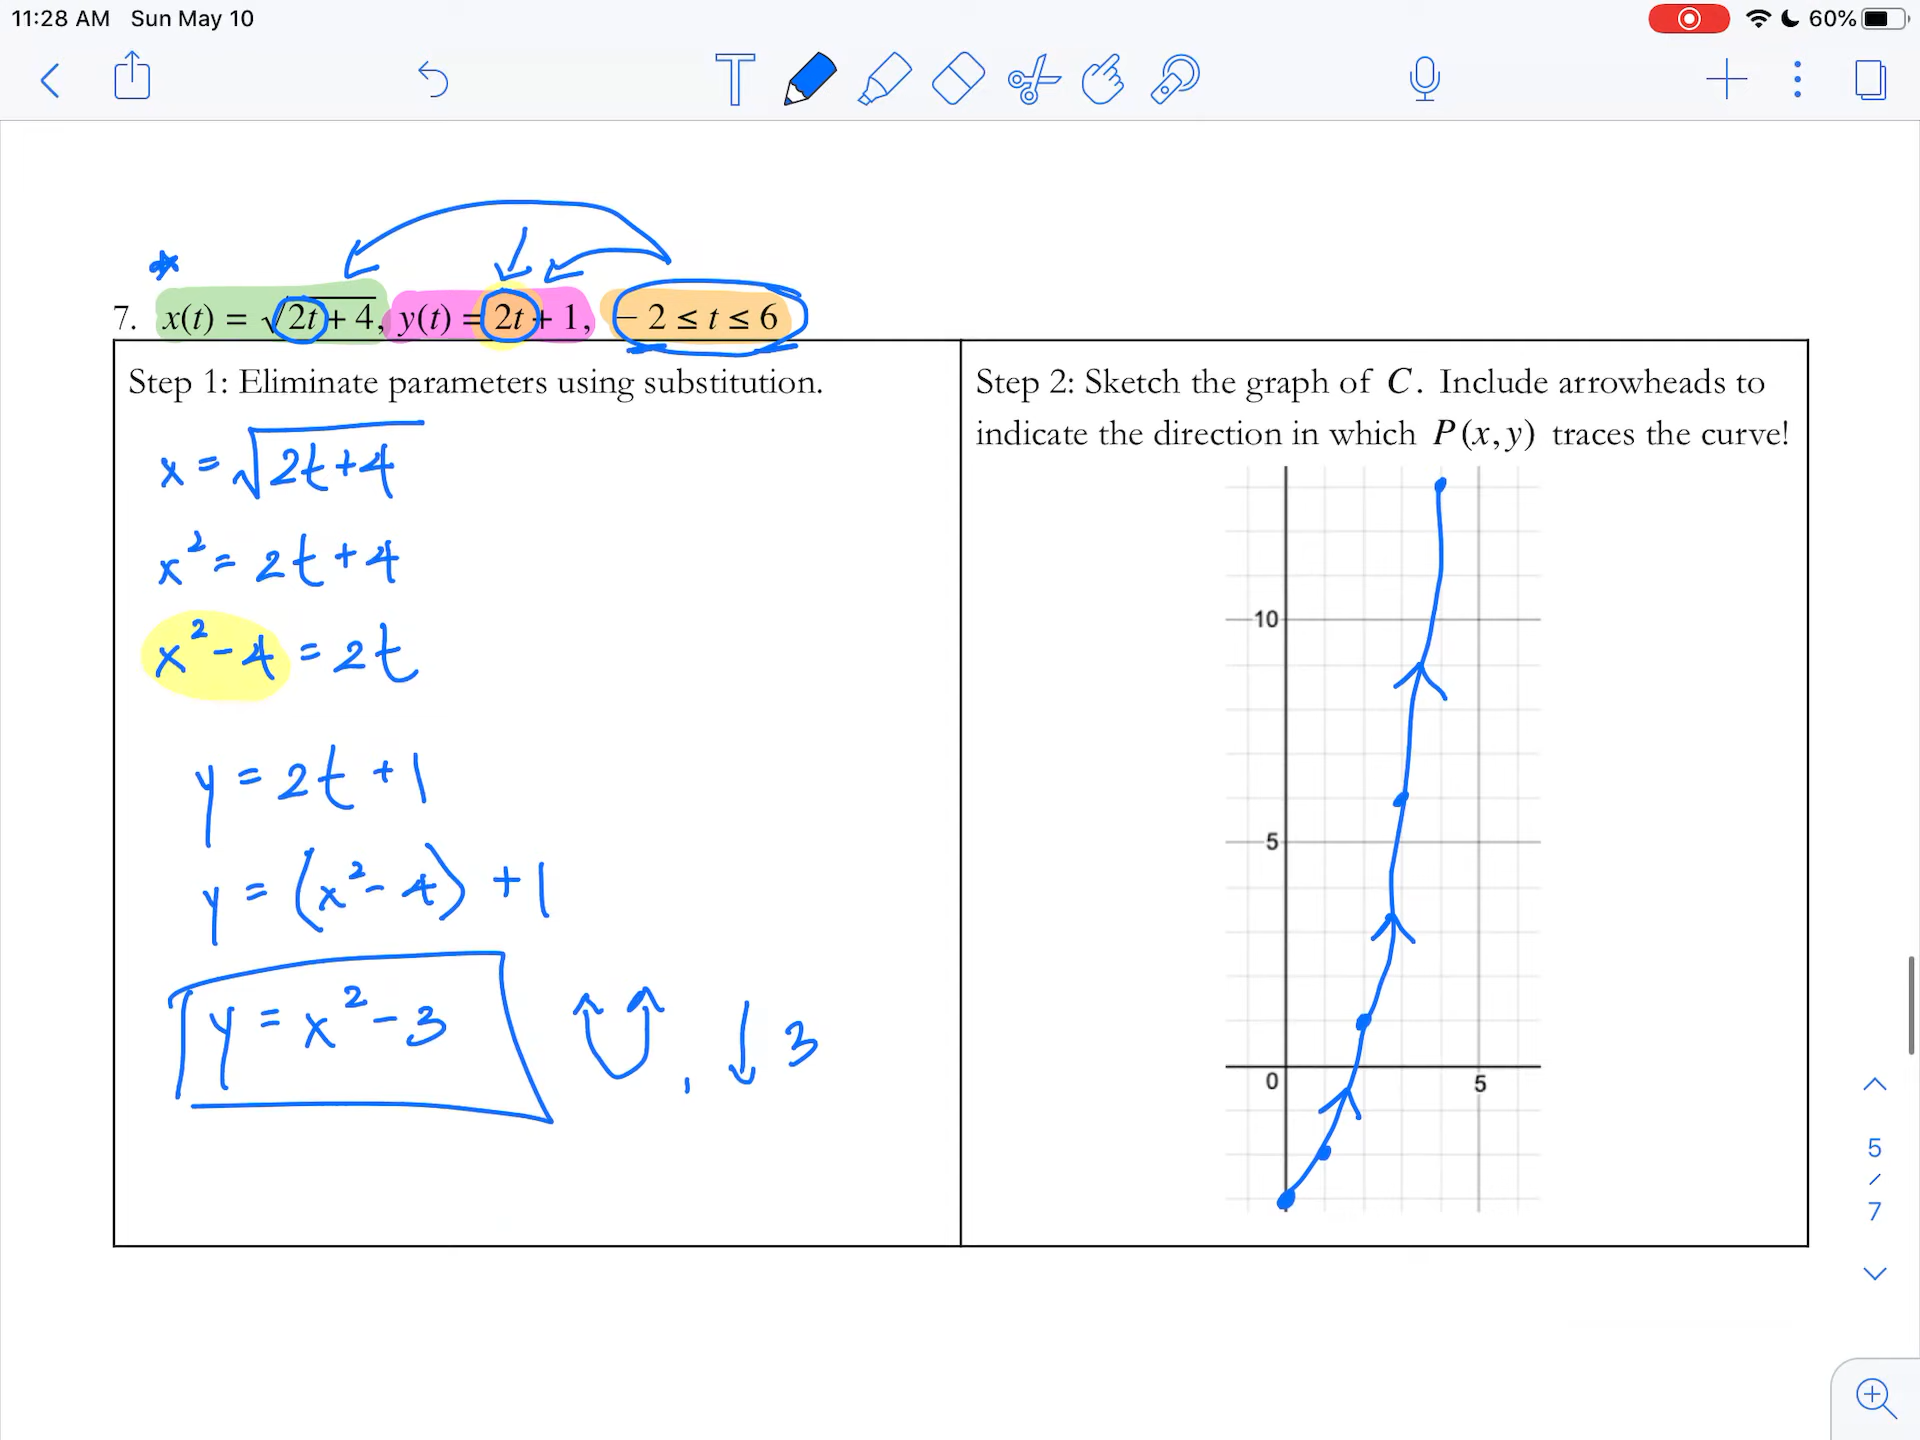 11:28 AM Sun May 10
60%
T
7. x(t) = √2t + 4, y(t) = 2t + 1, − 2 ≤ t ≤ 6
Step 1: Eliminate parameters using substitution.
x = √2t+4
x² = 2t+4
x² - 4 = 2t
y = 2t + 1
y = (x² - 4) + 1
y = x² - 3 , ↓ 3
Step 2: Sketch the graph of C. Include arrowheads to
indicate the direction in which P(x, y) traces the curve!
10
5
0
5
5
/
7